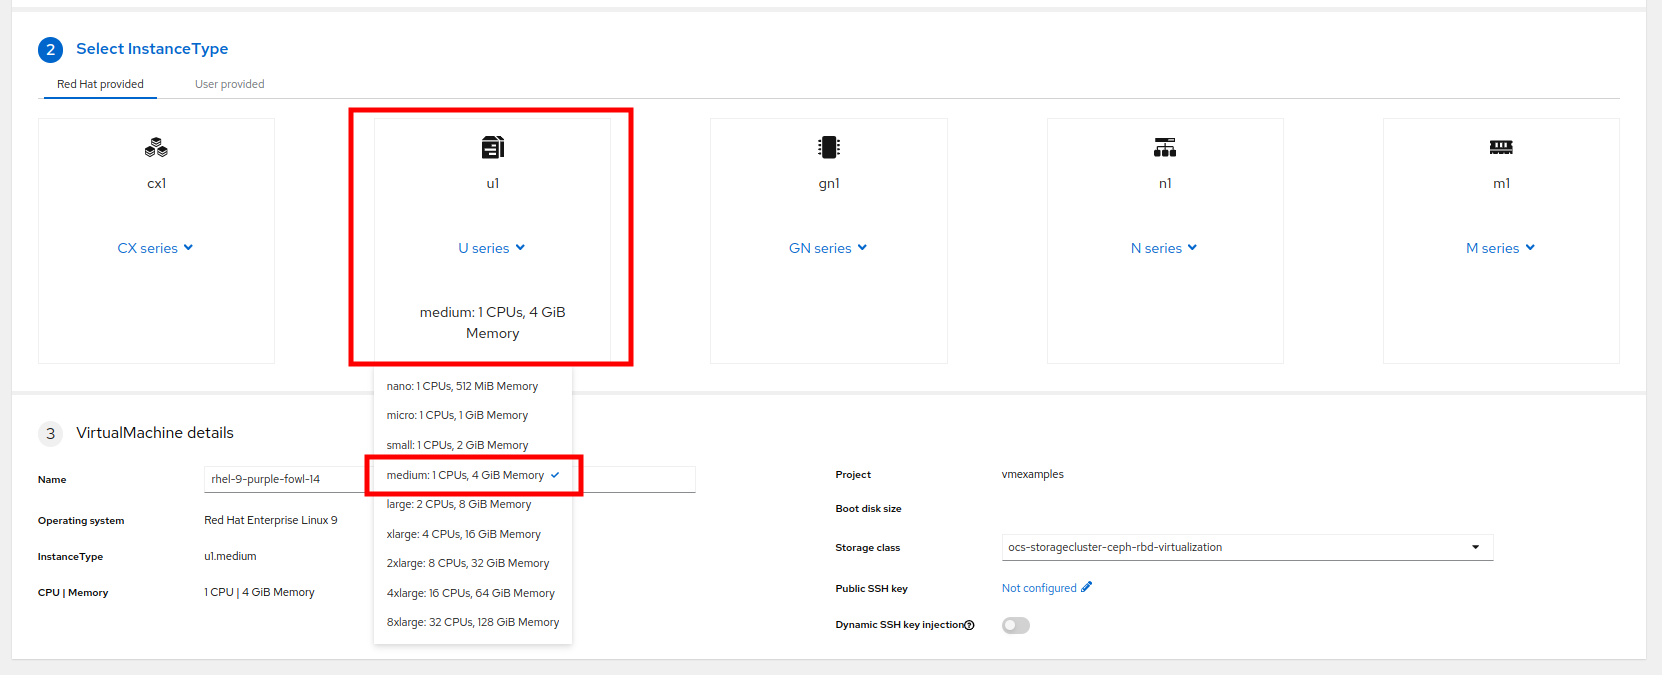 2 Select InstanceType
Red Hat provided User provided
cx1 u1 gn1 n1 m1
CX series U series GN series N series M series
medium: 1 CPUs, 4 GiB
Memory
nano: 1 CPUs, 512 MiB Memory
micro: 1 CPUs, 1 GiB Memory
small: 1 CPUs, 2 GiB Memory
medium: 1 CPUs, 4 GiB Memory
large: 2 CPUs, 8 GiB Memory
xlarge: 4 CPUs, 16 GiB Memory
2xlarge: 8 CPUs, 32 GiB Memory
4xlarge: 16 CPUs, 64 GiB Memory
8xlarge: 32 CPUs, 128 GiB Memory
3 VirtualMachine details
Name rhel-9-purple-fowl-14
Operating system Red Hat Enterprise Linux 9
InstanceType u1.medium
CPU | Memory 1 CPU | 4 GiB Memory
Project vmexamples
Boot disk size
Storage class ocs-storagecluster-ceph-rbd-virtualization
Public SSH key Not configured
Dynamic SSH key injection